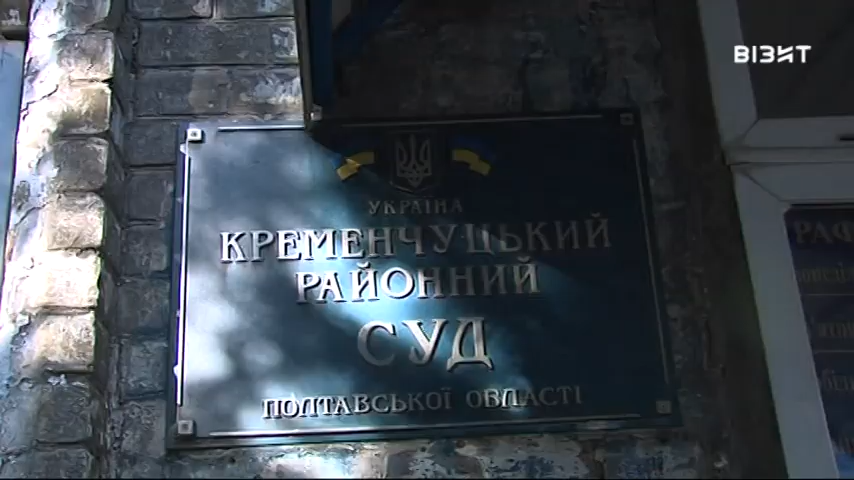 ВІЗИТ
УКРАЇНА
КРЕМЕНЧУЦЬКИЙ
РАЙОННИЙ
СУД
ПОЛТАВСЬКОЇ ОБЛАСТІ